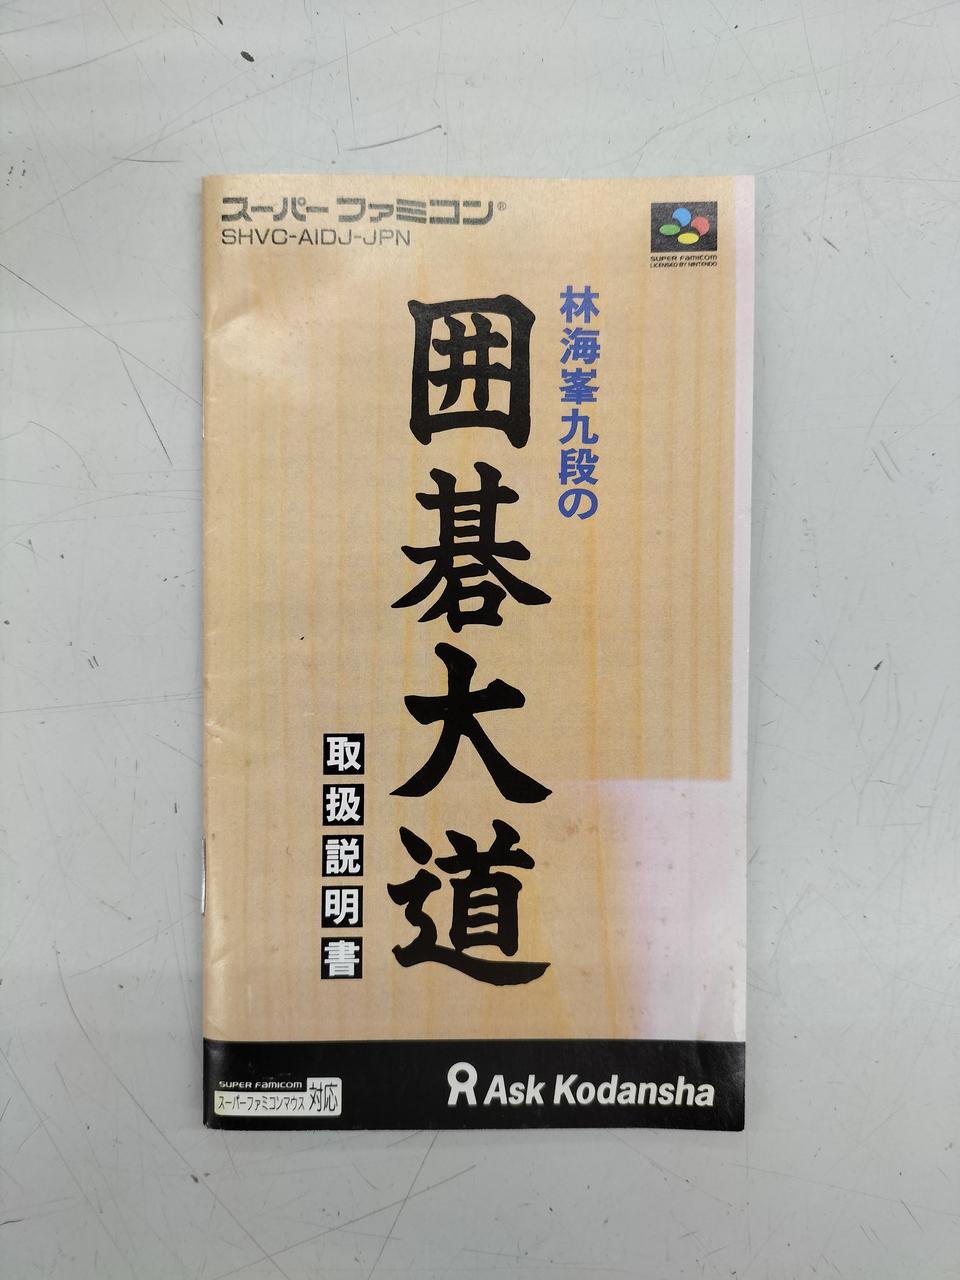 スーパーファミコン®
SHVC-AIDJ-JPN
SUPER FAMICOM
LICENSED BY NINTENDO
林海峯九段の
囲碁大道
取扱説明書
SUPER FAMICOM
スーパーファミコンマウス 対応
Ask Kodansha